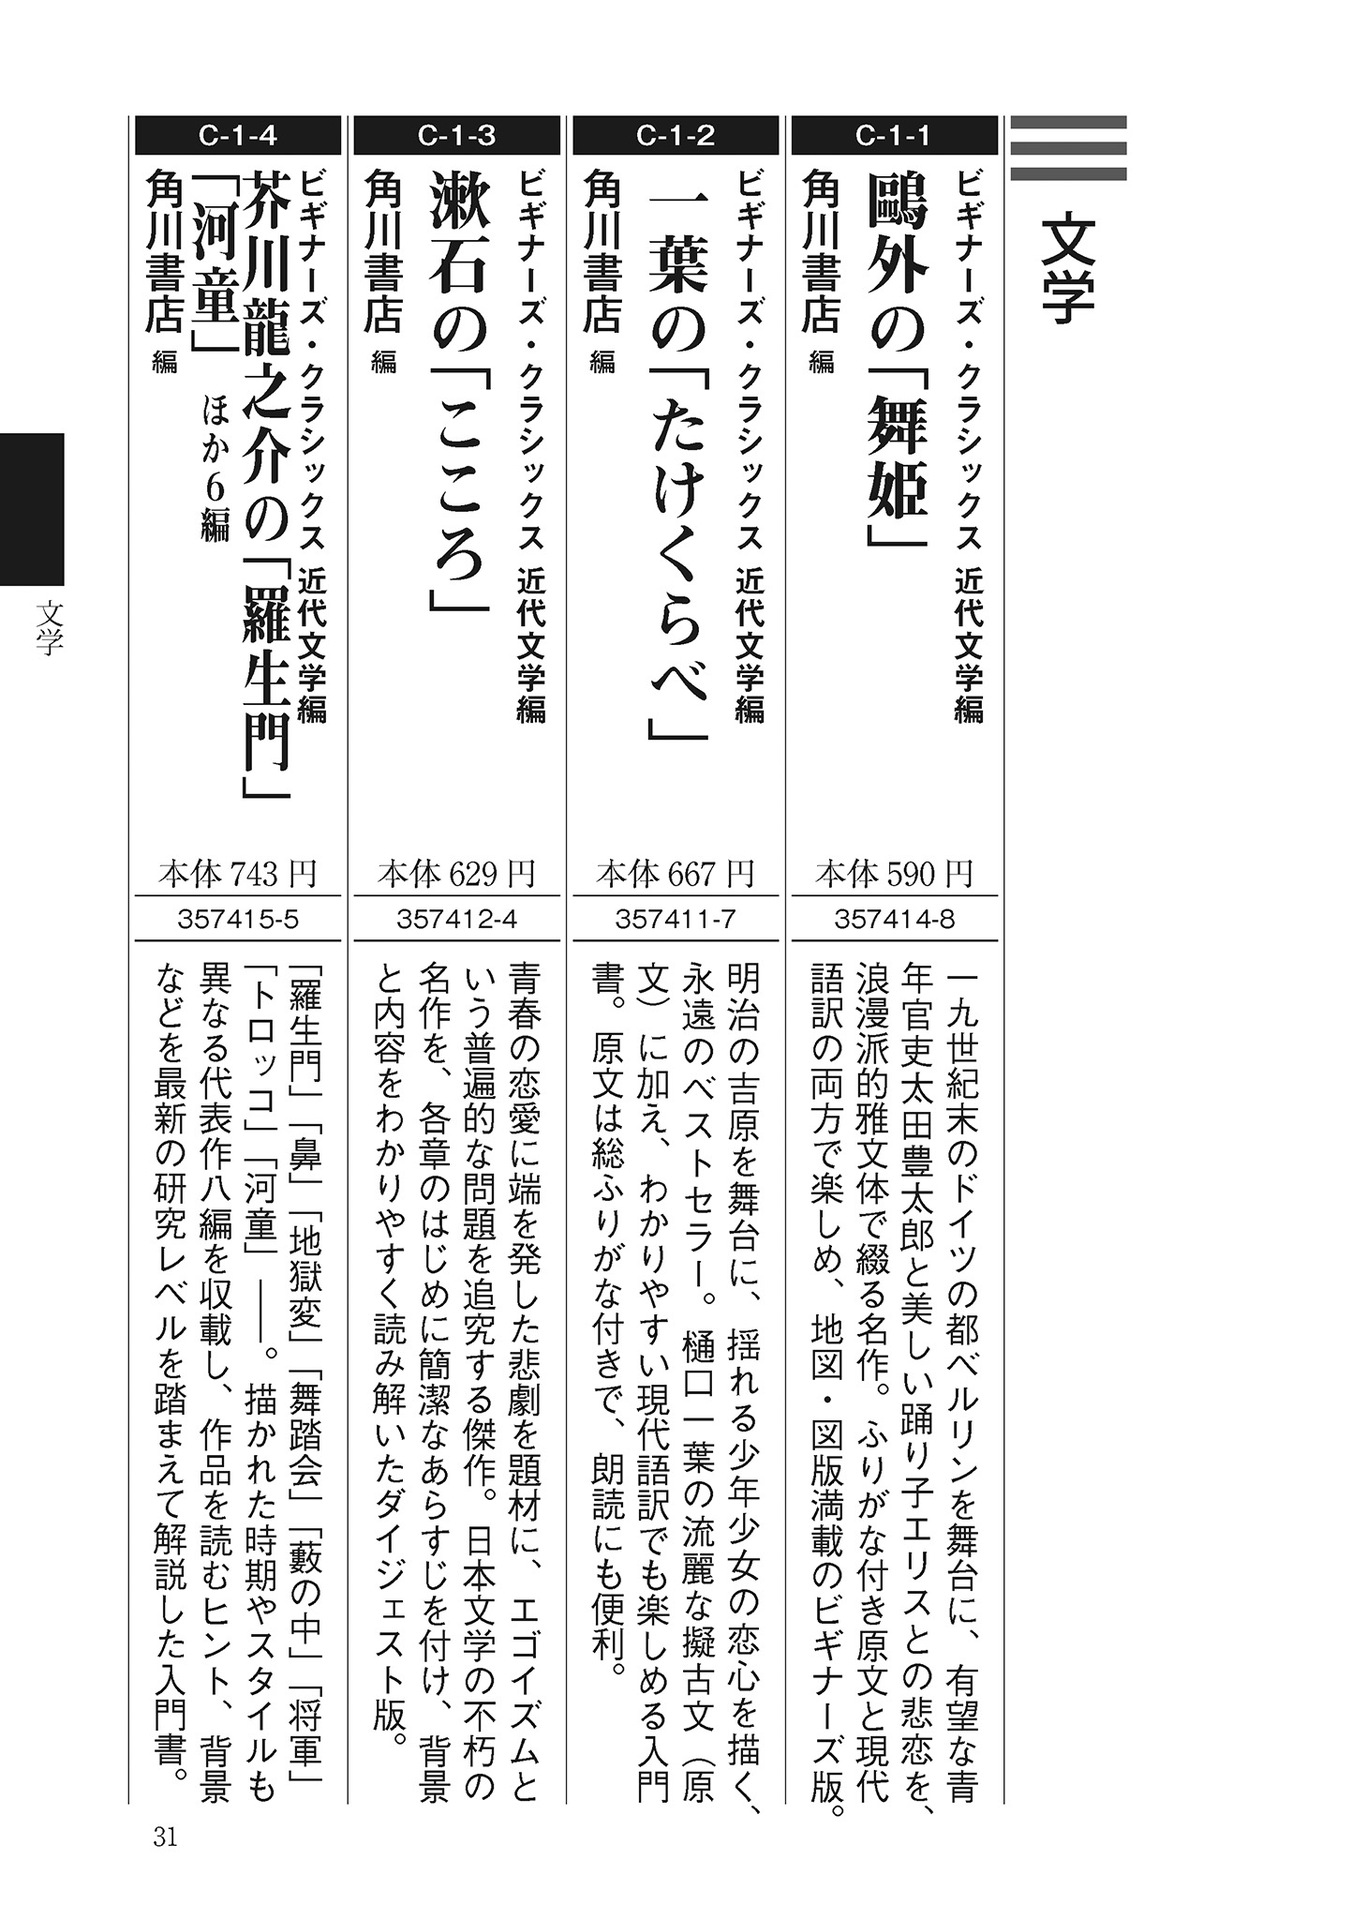 文学
C-1-1
ビギナーズ・クラシックス 近代文学編
鷗外の「舞姫」
角川書店 編
本体590円
357414-8
一九世紀末のドイツの都ベルリンを舞台に、有望な青
年官吏太田豊太郎と美しい踊り子エリスとの悲恋を、
浪漫派的雅文体で綴る名作。ふりがな付き原文と現代
語訳の両方で楽しめ、地図・図版満載のビギナーズ版。
C-1-2
ビギナーズ・クラシックス 近代文学編
一葉の「たけくらべ」
角川書店 編
本体667円
357411-7
明治の吉原を舞台に、揺れる少年少女の恋心を描く、
永遠のベストセラー。樋口一葉の流麗な擬古文（原
文）に加え、わかりやすい現代語訳でも楽しめる入門
書。原文は総ふりがな付きで、朗読にも便利。
C-1-3
ビギナーズ・クラシックス 近代文学編
漱石の「こころ」
角川書店 編
本体629円
357412-4
青春の恋愛に端を発した悲劇を題材に、エゴイズムと
いう普遍的な問題を追究する傑作。日本文学の不朽の
名作を、各章のはじめに簡潔なあらすじを付け、背景
と内容をわかりやすく読み解いたダイジェスト版。
C-1-4
ビギナーズ・クラシックス 近代文学編
芥川龍之介の「羅生門」
「河童」 ほか6編
角川書店 編
本体743円
357415-5
「羅生門」「鼻」「地獄変」「舞踏会」「藪の中」「将軍」
「トロッコ」「河童」――。描かれた時期やスタイルも
異なる代表作八編を収載し、作品を読むヒント、背景
などを最新の研究レベルを踏まえて解説した入門書。
文学
31